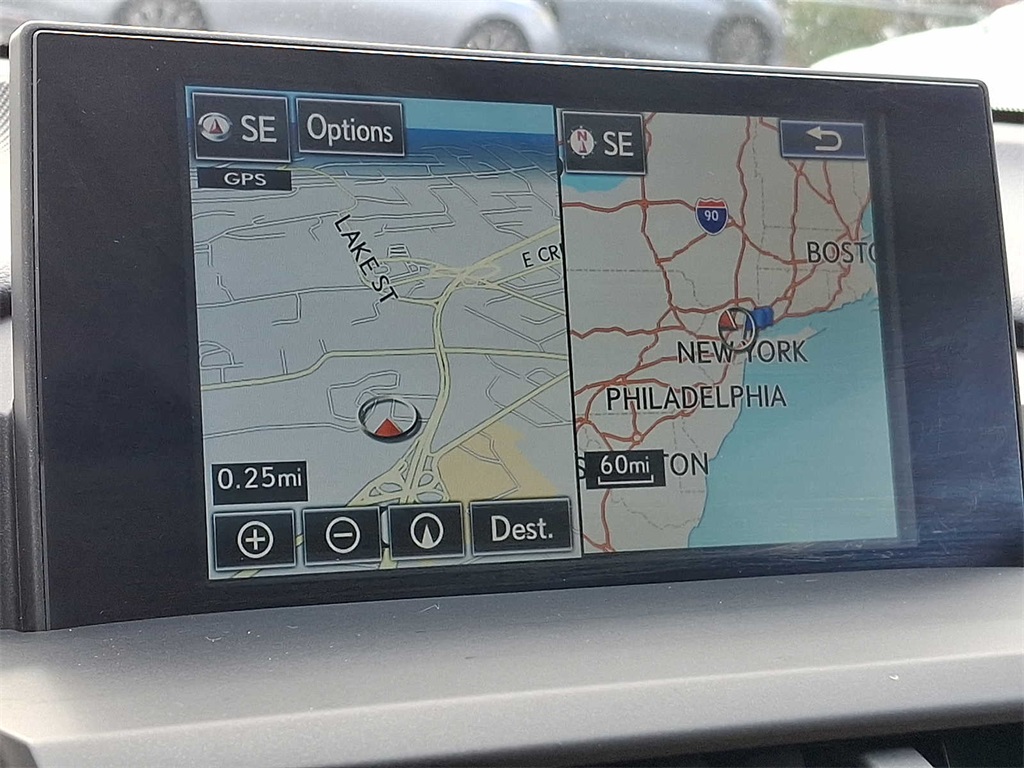 SE
Options
GPS
LAKE ST
E CR
0.25mi
Dest.
N
SE
90
BOSTO
NEW YORK
PHILADELPHIA
S
TON
60mi